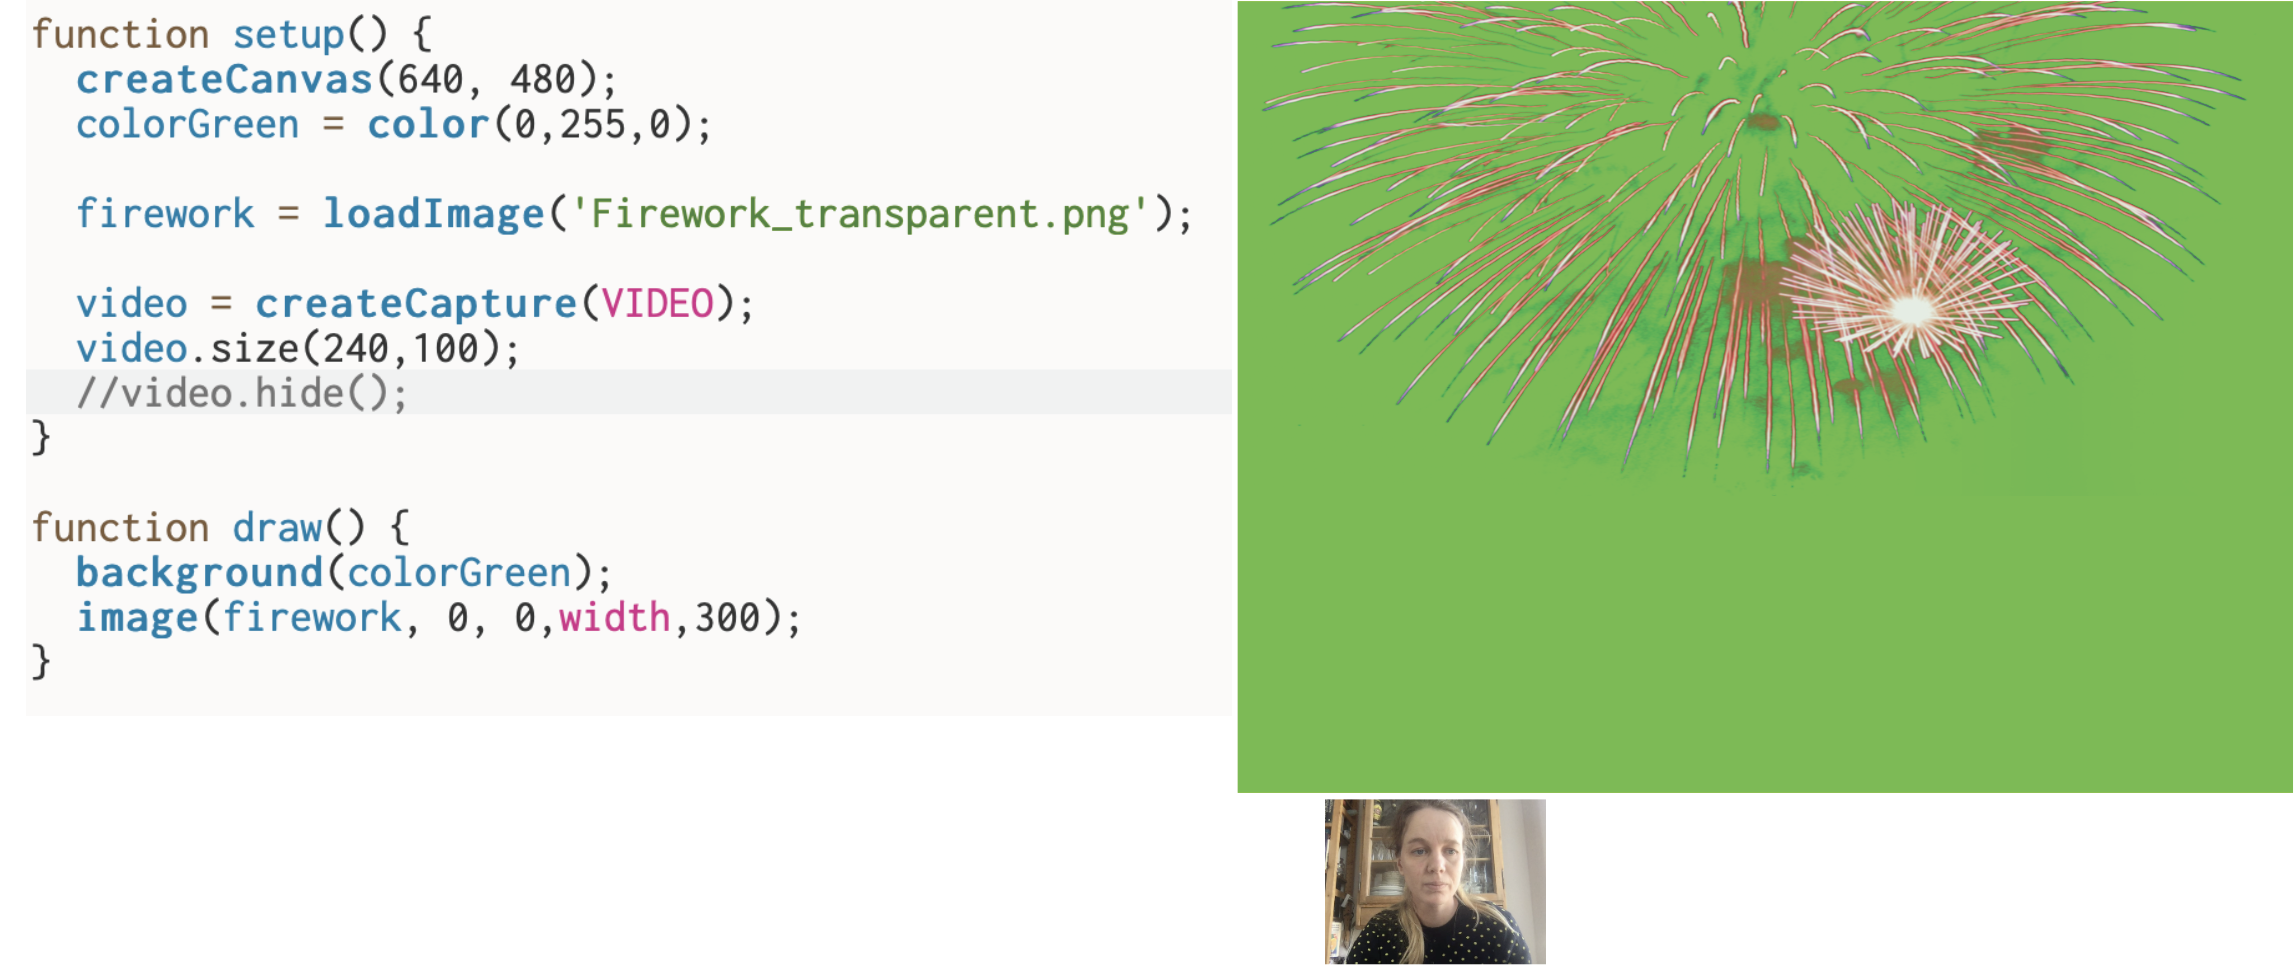 function setup() {
createCanvas(640, 480);
colorGreen = color(0,255,0);
firework = loadImage('Firework_transparent.png');
video = createCapture(VIDEO);
video.size(240,100);
//video.hide();
}
function draw() {
background(colorGreen);
image(firework, 0, 0,width,300);
}